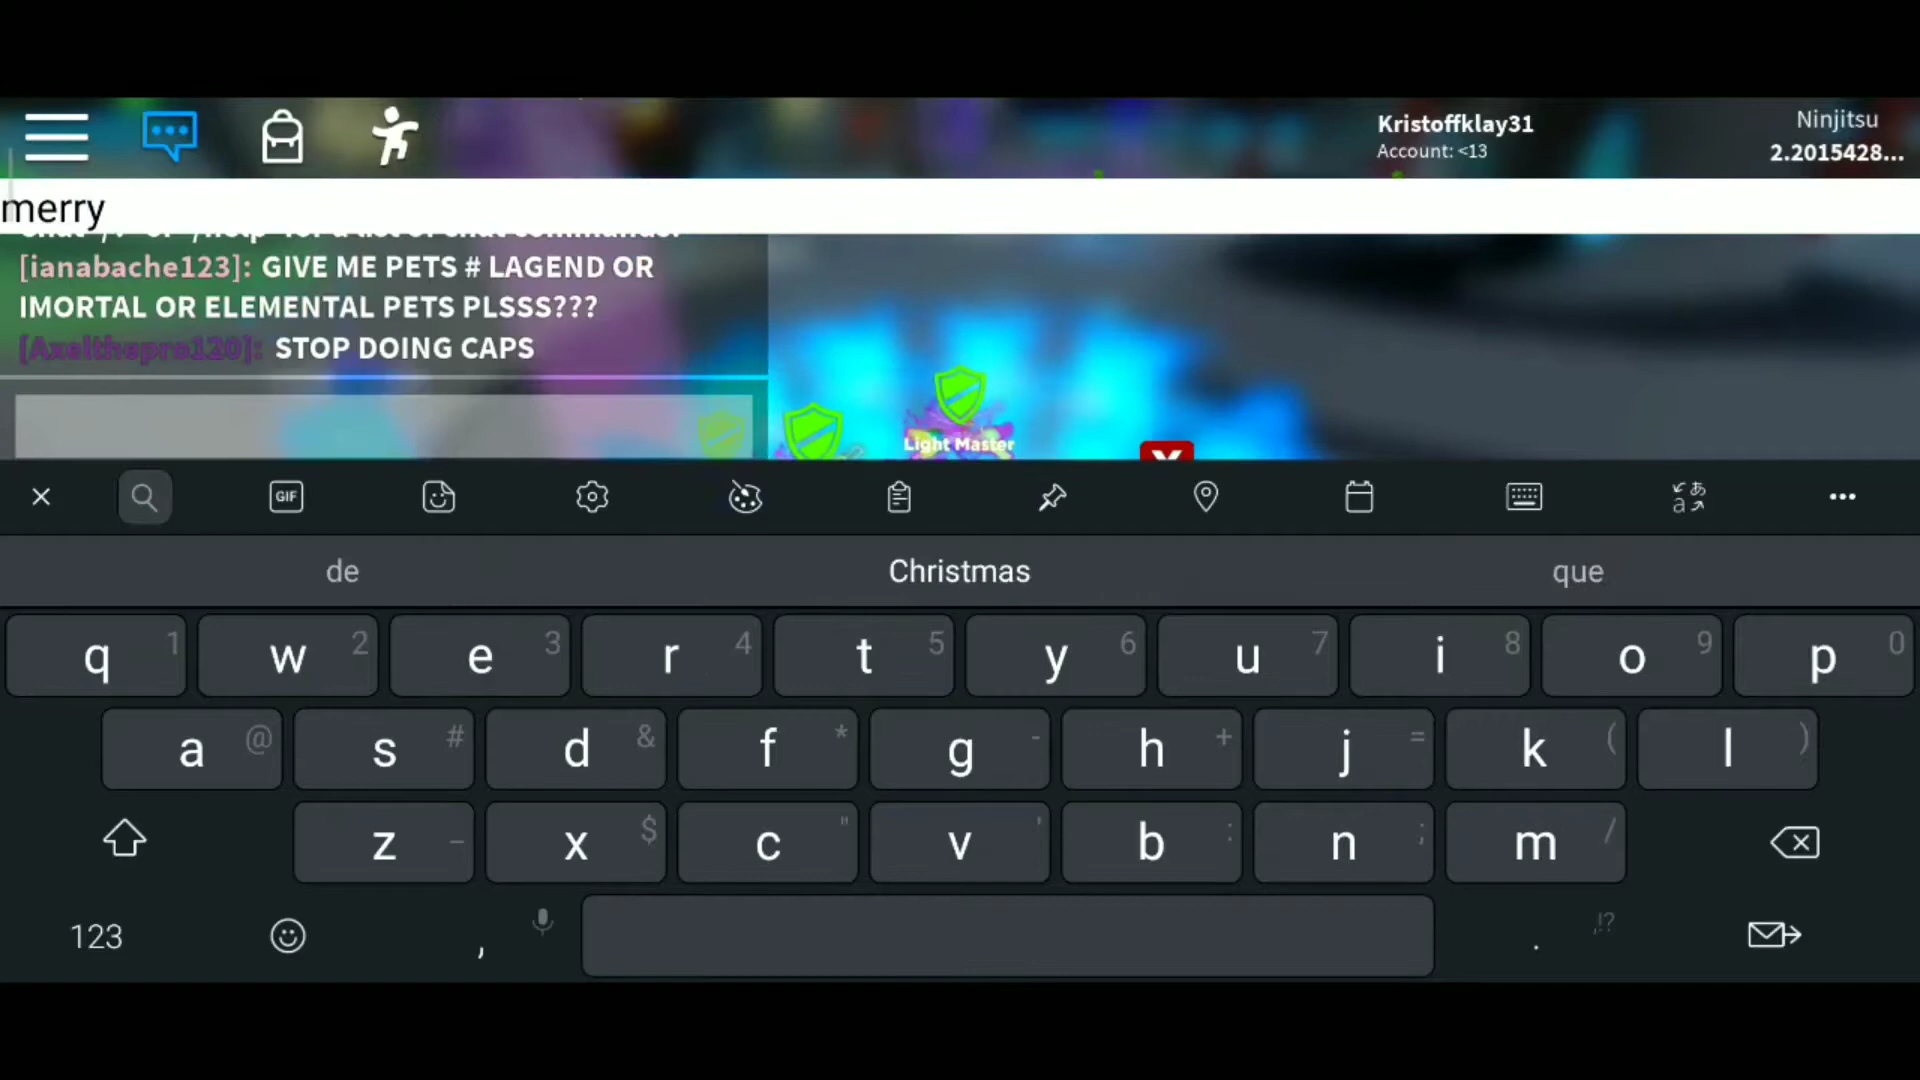 Kristoffklay31
Account: <13
Ninjitsu
2.2015428...
merry
[ianabache123]: GIVE ME PETS # LAGEND OR
IMORTAL OR ELEMENTAL PETS PLSSS???
[Axelthepro120]: STOP DOING CAPS
Light Master
X
GIF
de Christmas que
q 1 w 2 e 3 r 4 t 5 y 6 u 7 i 8 o 9 p 0
a @ s # d & f * g - h + j = k ( l )
z _ x $ c " v ' b : n ; m /
123 , . ,!?